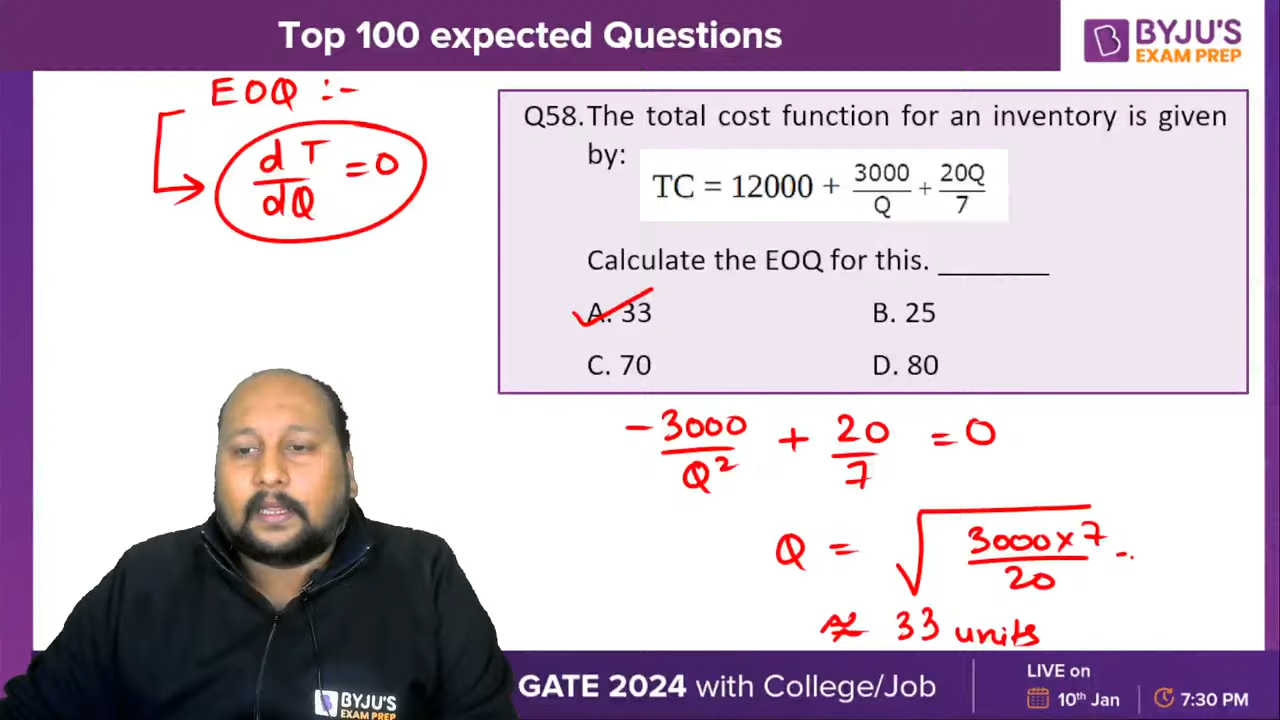 Top 100 expected Questions
BYJU'S
EXAM PREP
EOQ :-
dT/dQ = 0
Q58. The total cost function for an inventory is given
by: TC = 12000 + 3000/Q + 20Q/7
Calculate the EOQ for this. ________
A. 33 B. 25
C. 70 D. 80
-3000/Q² + 20/7 = 0
Q = √(3000×7/20) -
≈ 33 units
BYJU'S
EXAM PREP
GATE 2024 with College/Job
LIVE on
10th Jan 7:30 PM